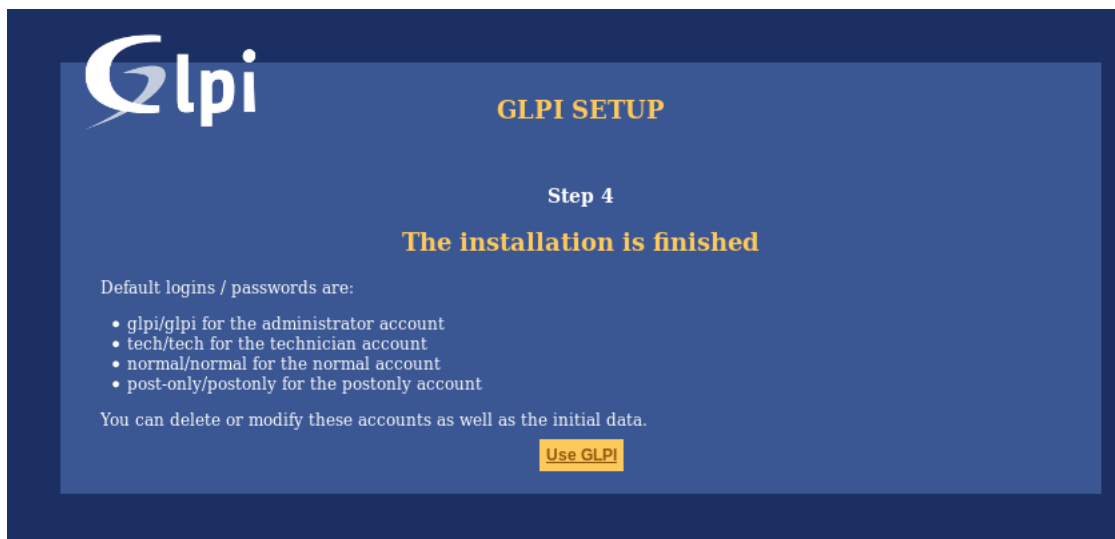 Glpi
GLPI SETUP
Step 4
The installation is finished
Default logins / passwords are:
• glpi/glpi for the administrator account
• tech/tech for the technician account
• normal/normal for the normal account
• post-only/postonly for the postonly account
You can delete or modify these accounts as well as the initial data.
Use GLPI